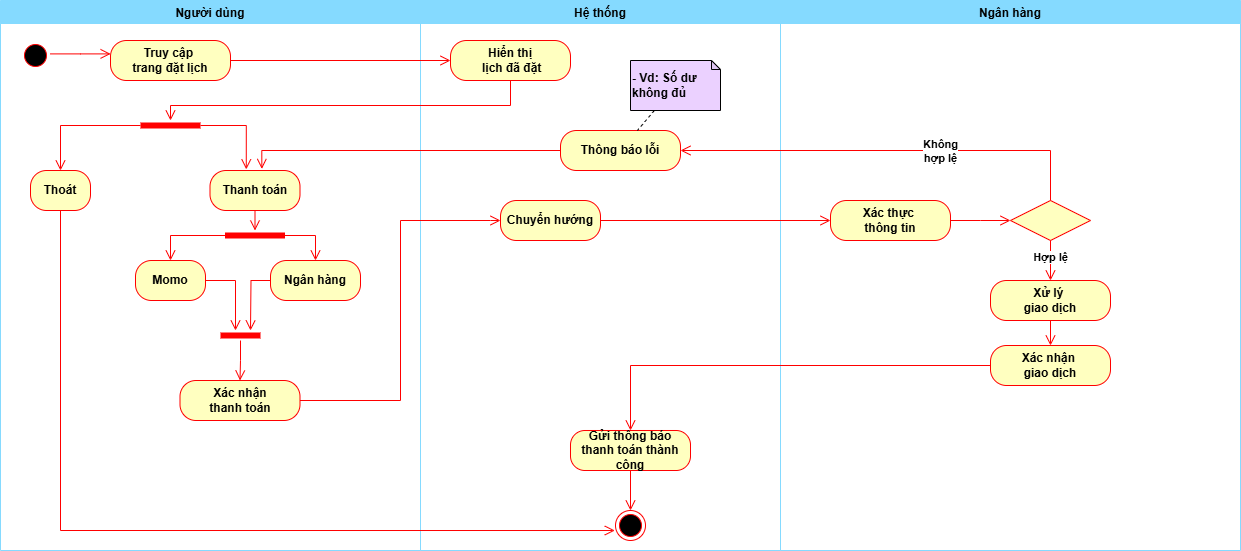 Người dùng
Hệ thống
Ngân hàng
Truy cập
trang đặt lịch
Hiển thị
lịch đã đặt
- Vd: Số dư
không đủ
Thông báo lỗi
Không
hợp lệ
Thoát
Thanh toán
Chuyển hướng
Xác thực
thông tin
Hợp lệ
Momo
Ngân hàng
Xử lý
giao dịch
Xác nhận
giao dịch
Xác nhận
thanh toán
Gửi thông báo
thanh toán thành
công